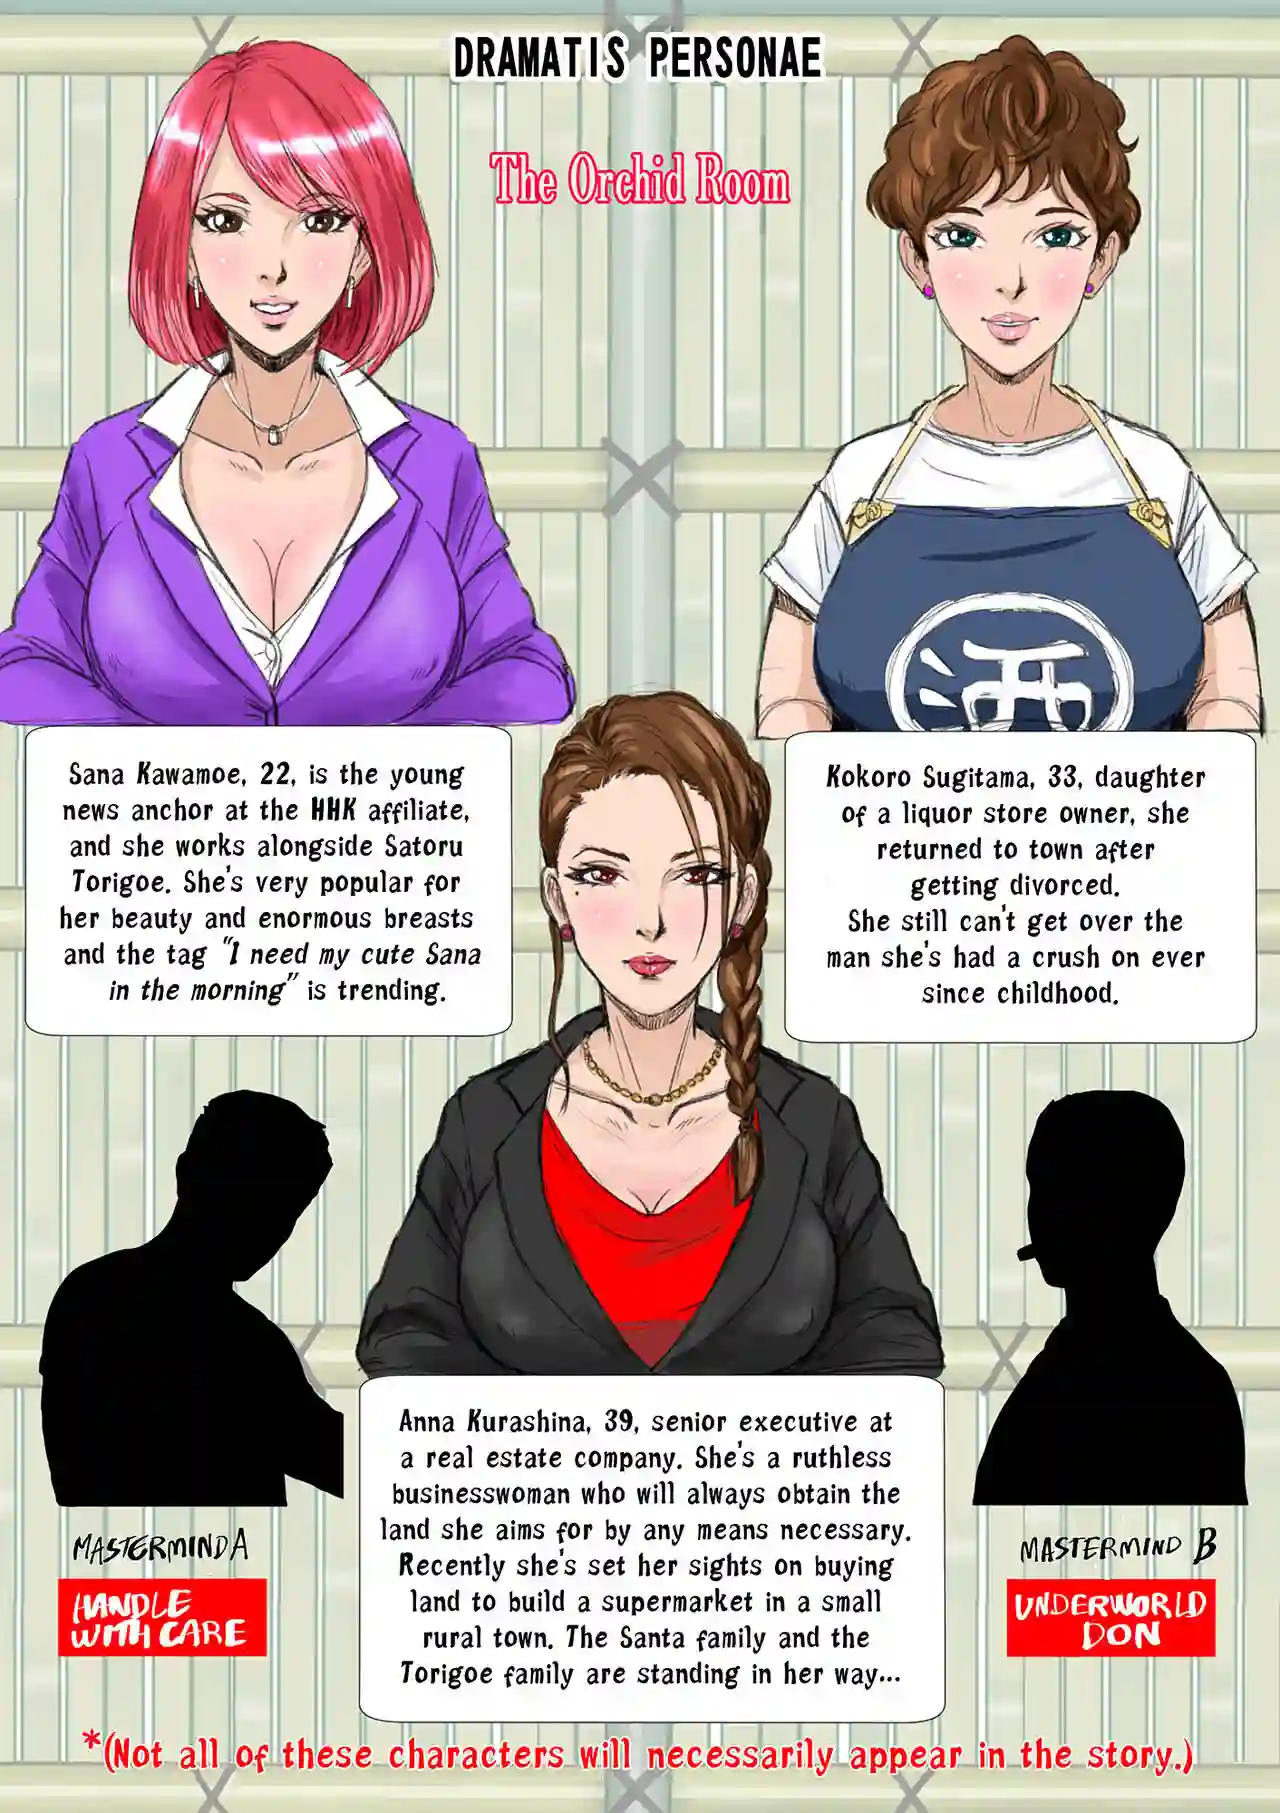 DRAMATIS PERSONAE
The Orchid Room
酒
Sana Kawamoe, 22, is the young
news anchor at the HHK affiliate,
and she works alongside Satoru
Torigoe. She's very popular for
her beauty and enormous breasts
and the tag "I need my cute Sana
in the morning" is trending.
Kokoro Sugitama, 33, daughter
of a liquor store owner, she
returned to town after
getting divorced.
She still can't get over the
man she's had a crush on ever
since childhood.
Anna Kurashina, 39, senior executive at
a real estate company. She's a ruthless
businesswoman who will always obtain the
land she aims for by any means necessary.
Recently she's set her sights on buying
land to build a supermarket in a small
rural town. The Santa family and the
Torigoe family are standing in her way...
MASTERMIND A
HANDLE
WITH CARE
MASTERMIND B
UNDERWORLD
DON
*(Not all of these characters will necessarily appear in the story.)